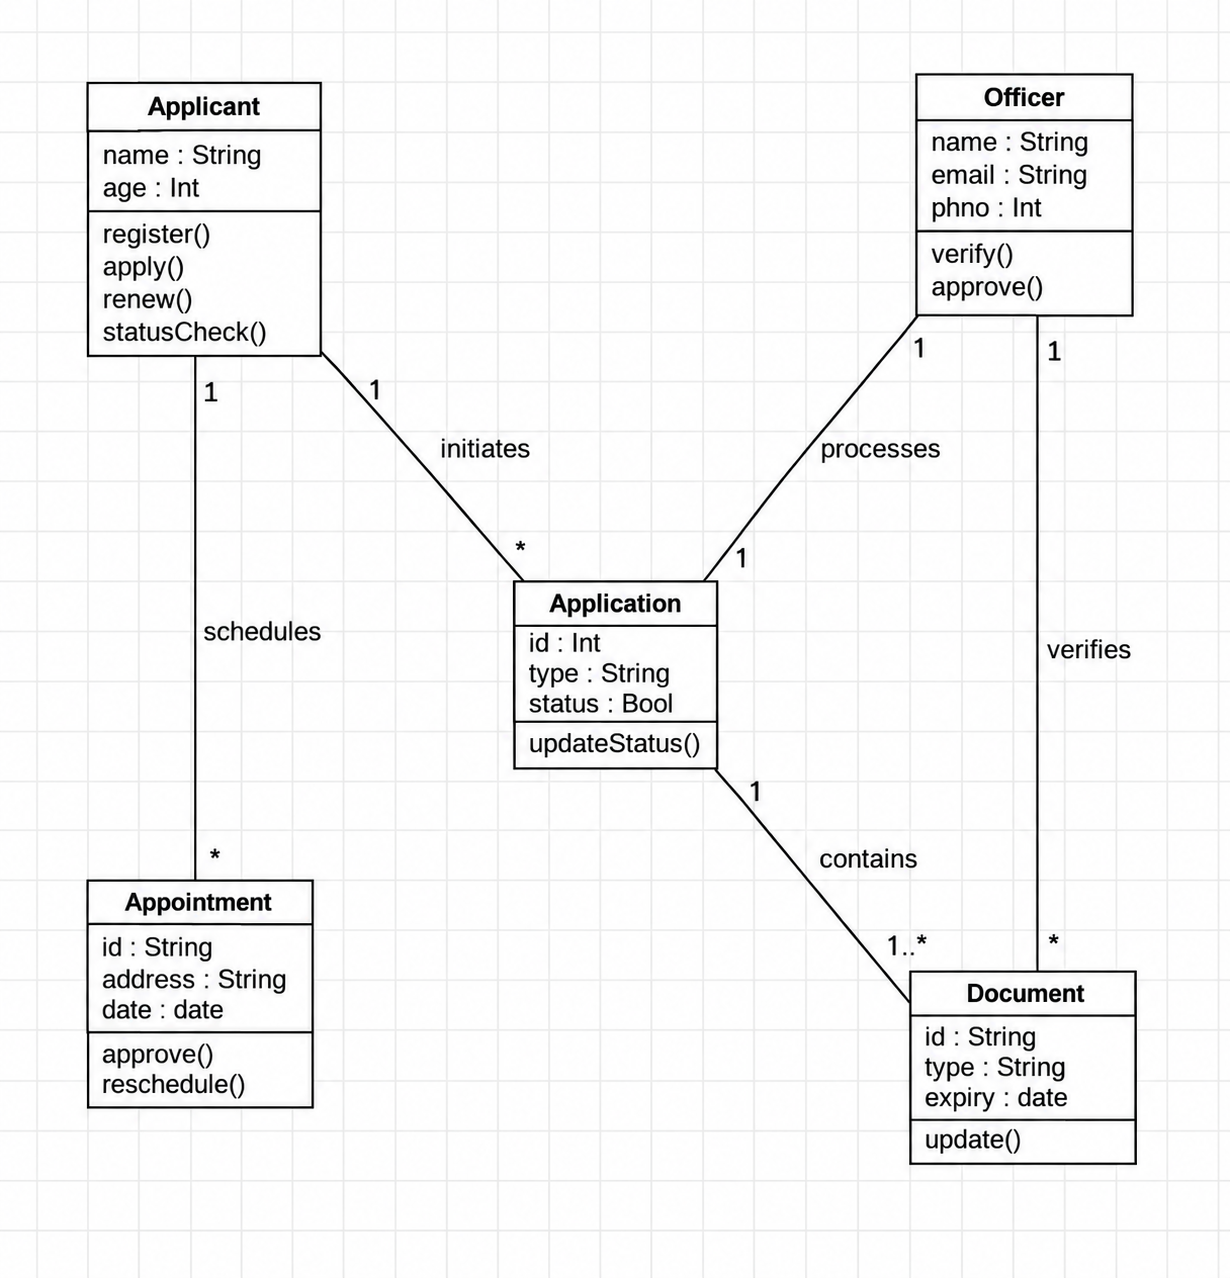 Applicant
name : String
age : Int
register()
apply()
renew()
statusCheck()
Officer
name : String
email : String
phno : Int
verify()
approve()
1
1
initiates
*
1
processes
1
1
verifies
*
schedules
*
Application
id : Int
type : String
status : Bool
updateStatus()
1
contains
1..*
Appointment
id : String
address : String
date : date
approve()
reschedule()
Document
id : String
type : String
expiry : date
update()